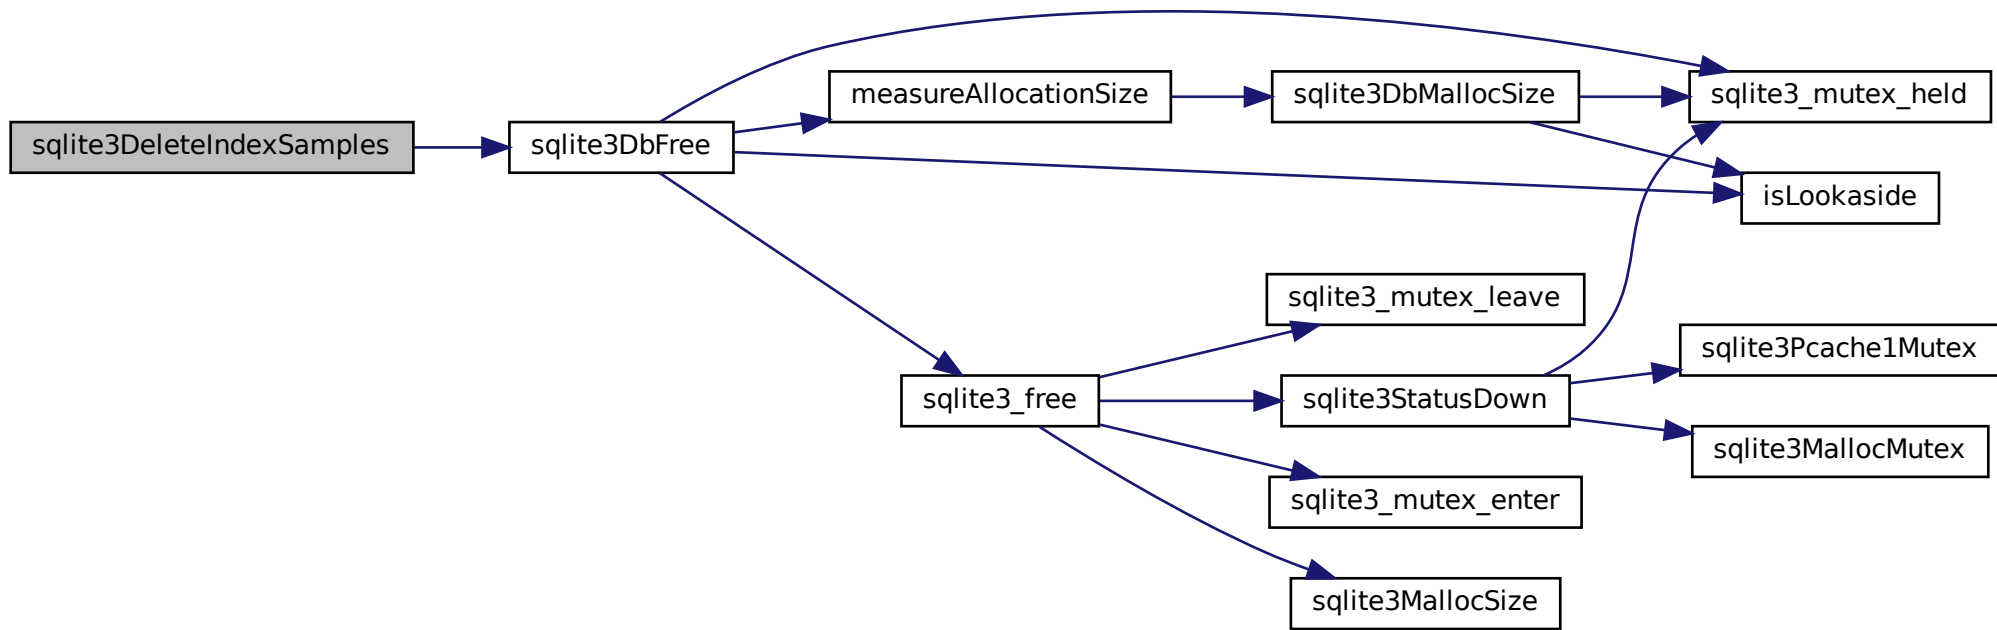 sqlite3DeleteIndexSamples
sqlite3DbFree
measureAllocationSize
sqlite3DbMallocSize
sqlite3_mutex_held
isLookaside
sqlite3_free
sqlite3_mutex_leave
sqlite3StatusDown
sqlite3Pcache1Mutex
sqlite3MallocMutex
sqlite3_mutex_enter
sqlite3MallocSize